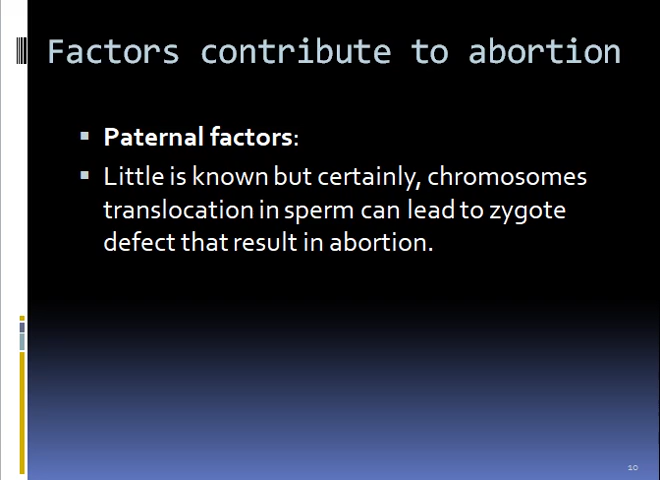 Factors contribute to abortion
Paternal factors:
Little is known but certainly, chromosomes
translocation in sperm can lead to zygote
defect that result in abortion.
10